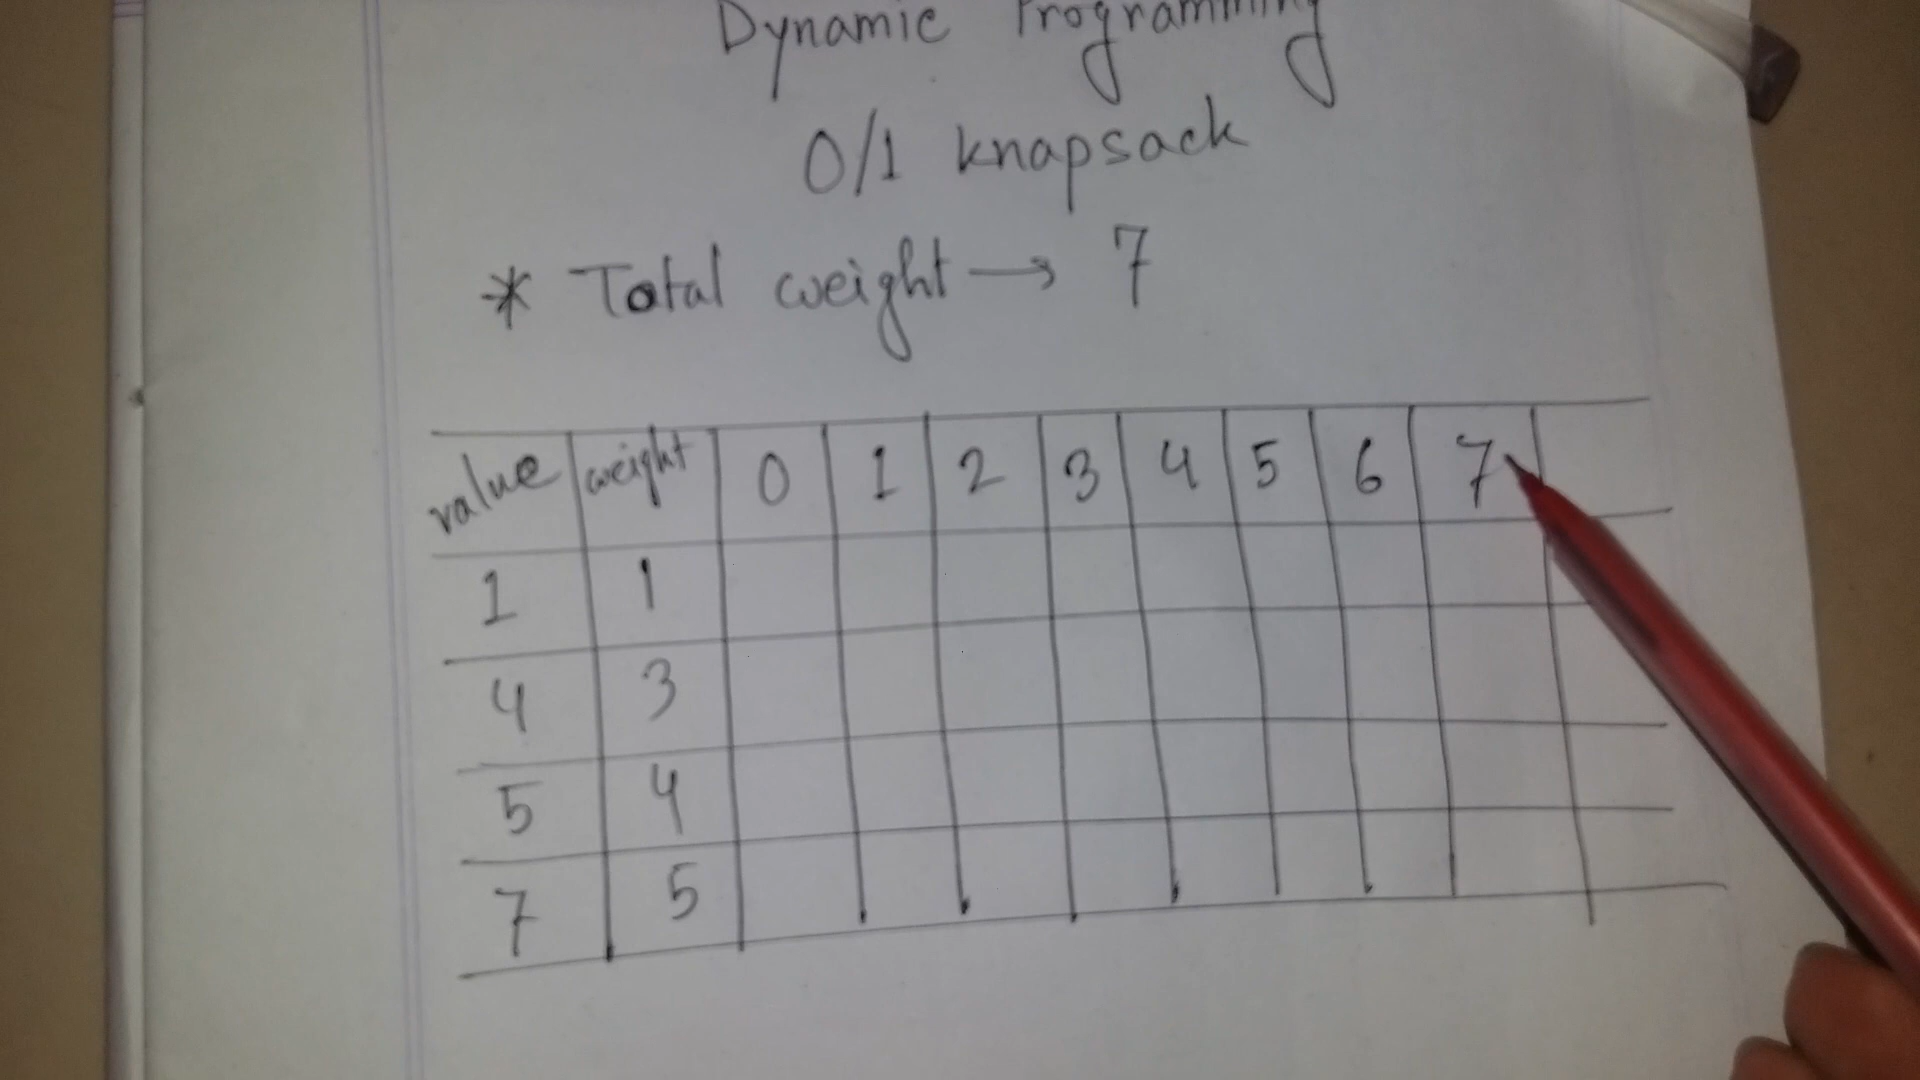 Dynamic Programming
0/1 knapsack
* Total weight → 7
value weight 0 1 2 3 4 5 6 7
1 1
4 3
5 4
7 5